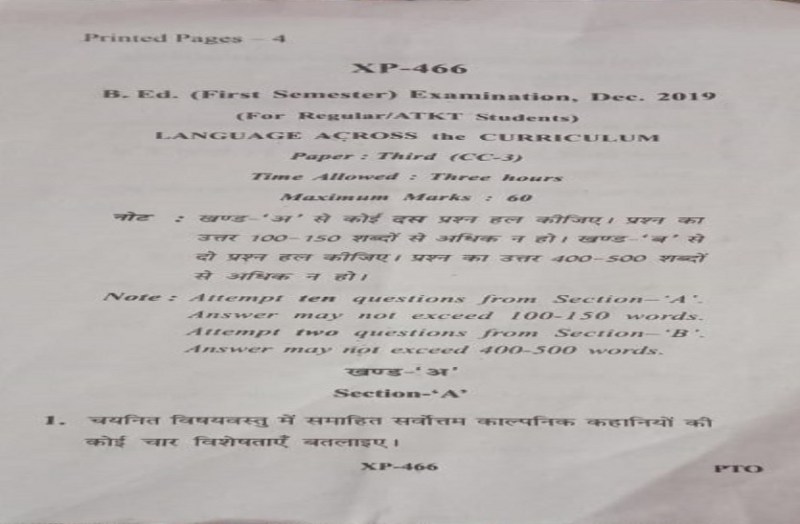 Printed Pages – 4
XP-466
B. Ed. (First Semester) Examination, Dec. 2019
(For Regular/ATKT Students)
LANGUAGE ACROSS the CURRICULUM
Paper : Third (CC-3)
Time Allowed : Three hours
Maximum Marks : 60
नोट : खण्ड-'अ' से कोई दस प्रश्न हल कीजिए। प्रश्न का
उत्तर 100-150 शब्दों से अधिक न हो। खण्ड-'ब' से
दो प्रश्न हल कीजिए। प्रश्न का उत्तर 400-500 शब्दों
से अधिक न हो।
Note : Attempt ten questions from Section–'A'.
Answer may not exceed 100-150 words.
Attempt two questions from Section–'B'.
Answer may not exceed 400-500 words.
खण्ड-'अ'
Section-'A'
1. चयनित विषयवस्तु में समाहित सर्वोत्तम काल्पनिक कहानियों की
कोई चार विशेषताएँ बतलाइए।
XP-466 PTO